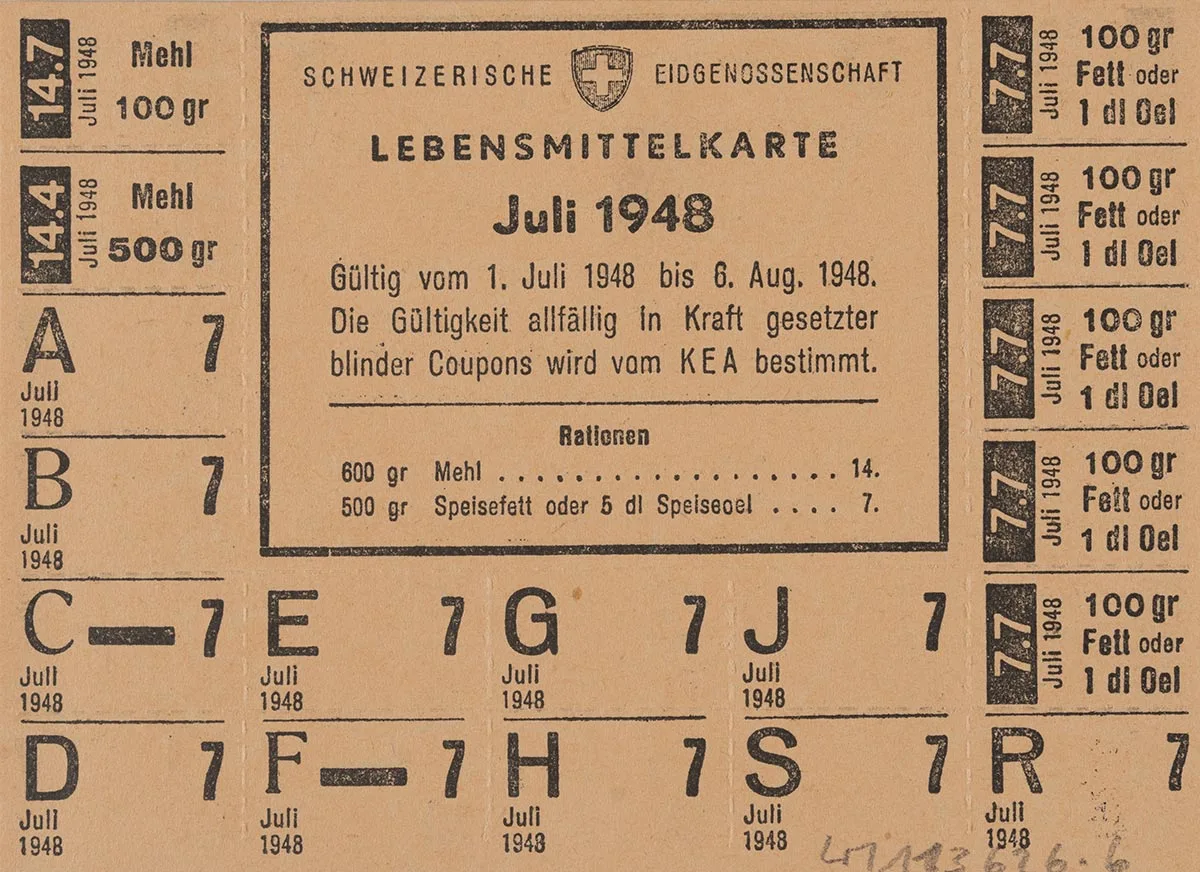 14.7
Juli 1948
Mehl
100 gr
14.4
Juli 1948
Mehl
500 gr
SCHWEIZERISCHE EIDGENOSSENSCHAFT
LEBENSMITTELKARTE
Juli 1948
Gültig vom 1. Juli 1948 bis 6. Aug. 1948.
Die Gültigkeit allfällig in Kraft gesetzter
blinder Coupons wird vom KEA bestimmt.
Rationen
600 gr Mehl . . . . . . . . . . . . . . . . . . . 14.
500 gr Speisefett oder 5 dl Speiseoel . . . . 7.
7.7
Juli 1948
100 gr
Fett oder
1 dl Oel
7.7
Juli 1948
100 gr
Fett oder
1 dl Oel
7.7
Juli 1948
100 gr
Fett oder
1 dl Oel
7.7
Juli 1948
100 gr
Fett oder
1 dl Oel
7.7
Juli 1948
100 gr
Fett oder
1 dl Oel
A 7
Juli
1948
B 7
Juli
1948
C — 7
Juli
1948
E 7
Juli
1948
G 7
Juli
1948
J 7
Juli
1948
D 7
Juli
1948
F — 7
Juli
1948
H 7
Juli
1948
S 7
Juli
1948
R 7
Juli
1948